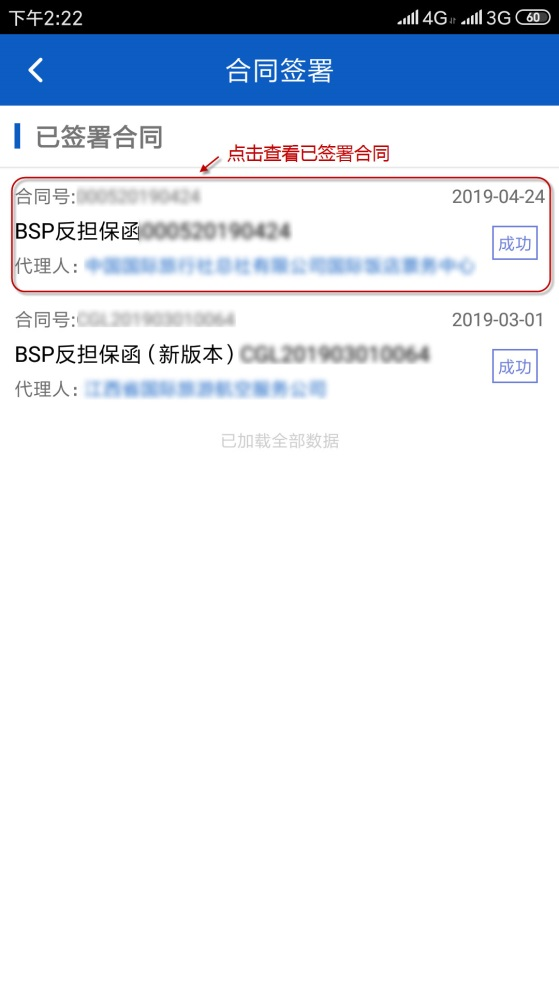 下午2:22
4G 3G 60
合同签署
已签署合同
点击查看已签署合同
合同号:000520190424 2019-04-24
BSP反担保函000520190424
成功
代理人：中国国际旅行社总社有限公司国际饭店票务中心
合同号:CGL201903010064 2019-03-01
BSP反担保函（新版本）CGL201903010064
成功
代理人：江西省国际旅游航空服务公司
已加载全部数据